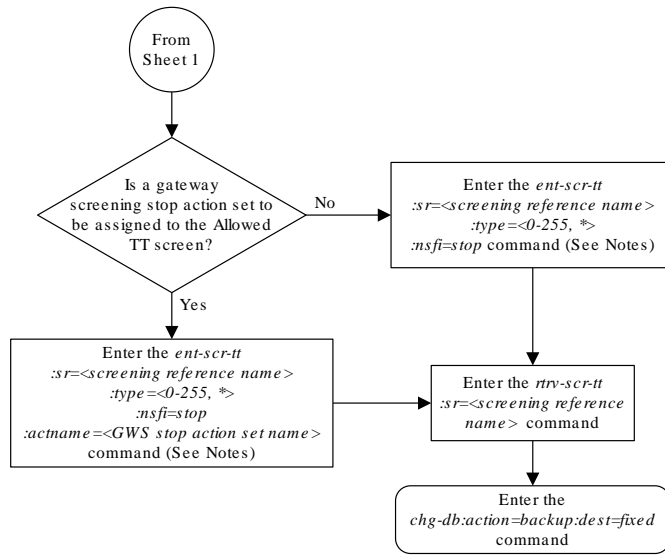 From
Sheet 1
Is a gateway
screening stop action set to
be assigned to the Allowed
TT screen?
No
Enter the ent-scr-tt
:sr=<screening reference name>
:type=<0-255, *>
:nsfi=stop command (See Notes)
Yes
Enter the ent-scr-tt
:sr=<screening reference name>
:type=<0-255, *>
:nsfi=stop
:actname=<GWS stop action set name>
command (See Notes)
Enter the rtrv-scr-tt
:sr=<screening reference
name> command
Enter the
chg-db:action=backup:dest=fixed
command